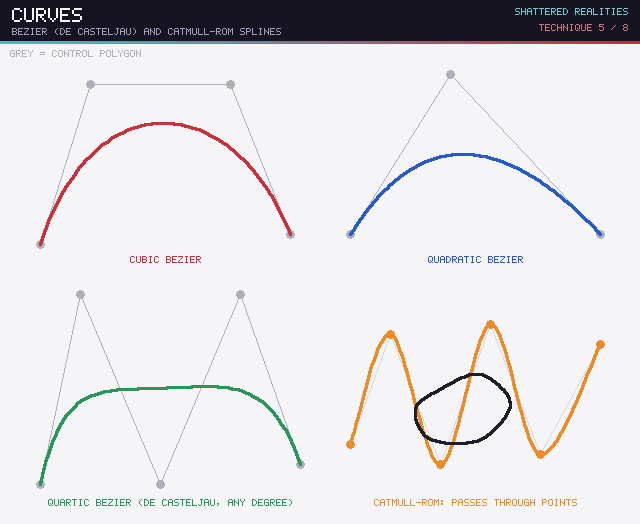 CURVES
BEZIER (DE CASTELJAU) AND CATMULL-ROM SPLINES
SHATTERED REALITIES
TECHNIQUE 5 / 8
GREY = CONTROL POLYGON
CUBIC BEZIER
QUADRATIC BEZIER
QUARTIC BEZIER (DE CASTELJAU, ANY DEGREE)
CATMULL-ROM: PASSES THROUGH POINTS